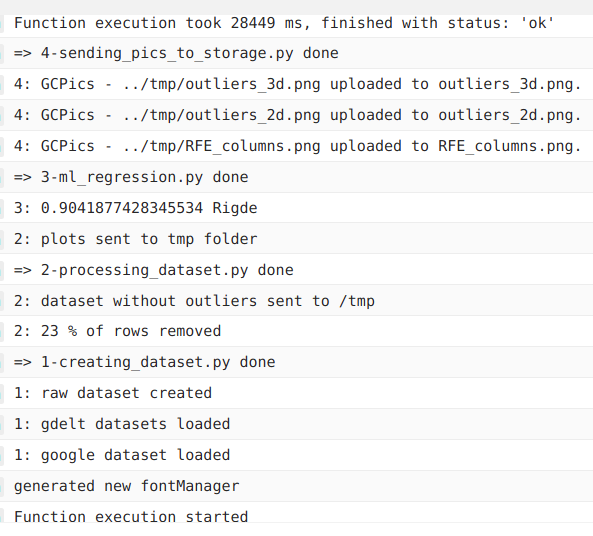 Function execution took 28449 ms, finished with status: 'ok'
=> 4-sending_pics_to_storage.py done
4: GCPics - ../tmp/outliers_3d.png uploaded to outliers_3d.png.
4: GCPics - ../tmp/outliers_2d.png uploaded to outliers_2d.png.
4: GCPics - ../tmp/RFE_columns.png uploaded to RFE_columns.png.
=> 3-ml_regression.py done
3: 0.9041877428345534 Rigde
2: plots sent to tmp folder
=> 2-processing_dataset.py done
2: dataset without outliers sent to /tmp
2: 23 % of rows removed
=> 1-creating_dataset.py done
1: raw dataset created
1: gdelt datasets loaded
1: google dataset loaded
generated new fontManager
Function execution started